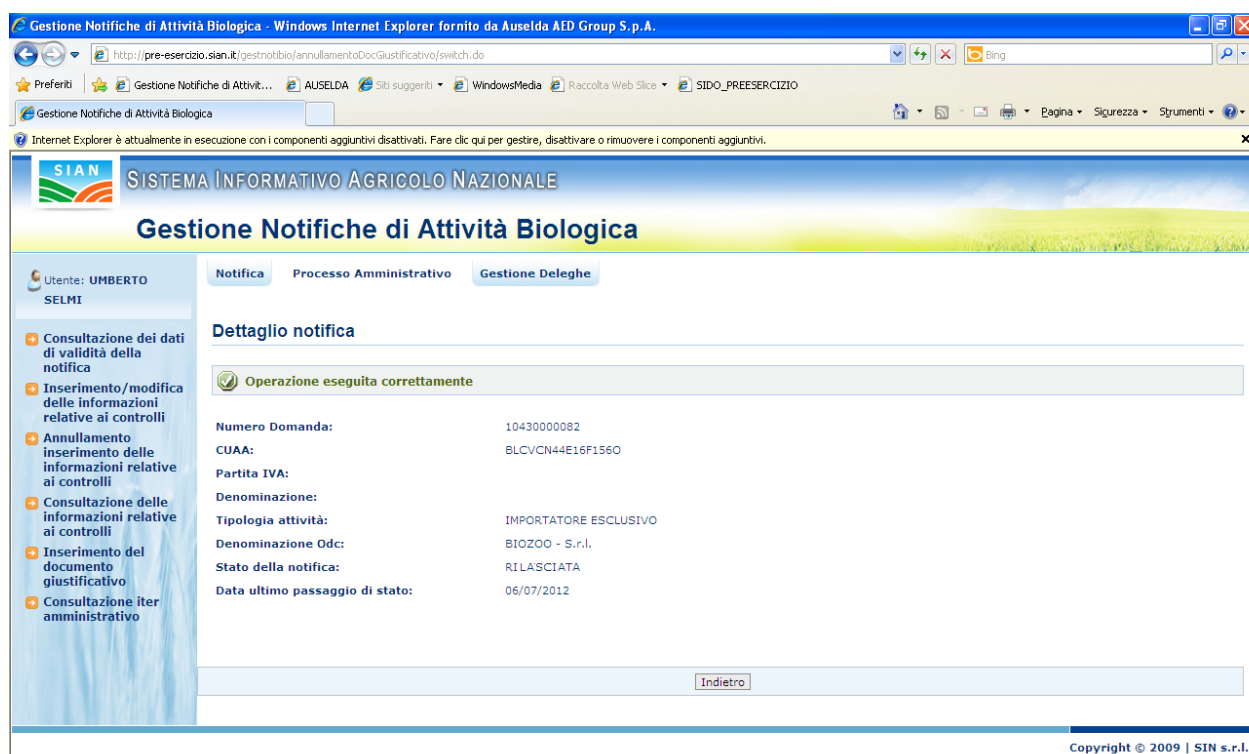 Gestione Notifiche di Attività Biologica - Windows Internet Explorer fornito da Auselda AED Group S.p.A.
http://pre-esercizio.sian.it/gestnotibio/annullamentoDocGiustificativo/switch.do
Bing
Preferiti Gestione Notifiche di Attivit... AUSELDA Siti suggeriti WindowsMedia Raccolta Web Slice SIDO_PREESERCIZIO
Gestione Notifiche di Attività Biologica
Pagina Sicurezza Strumenti
Internet Explorer è attualmente in esecuzione con i componenti aggiuntivi disattivati. Fare clic qui per gestire, disattivare o rimuovere i componenti aggiuntivi.
SIAN
SISTEMA INFORMATIVO AGRICOLO NAZIONALE
Gestione Notifiche di Attività Biologica
Utente: UMBERTO
SELMI
Notifica Processo Amministrativo Gestione Deleghe
Consultazione dei dati
di validità della
notifica
Inserimento/modifica
delle informazioni
relative ai controlli
Annullamento
inserimento delle
informazioni relative
ai controlli
Consultazione delle
informazioni relative
ai controlli
Inserimento del
documento
giustificativo
Consultazione iter
amministrativo
Dettaglio notifica
Operazione eseguita correttamente
Numero Domanda: 10430000082
CUAA: BLCVCN44E16F156O
Partita IVA:
Denominazione:
Tipologia attività: IMPORTATORE ESCLUSIVO
Denominazione Odc: BIOZOO - S.r.l.
Stato della notifica: RILASCIATA
Data ultimo passaggio di stato: 06/07/2012
Indietro
Copyright © 2009 | SIN s.r.l.